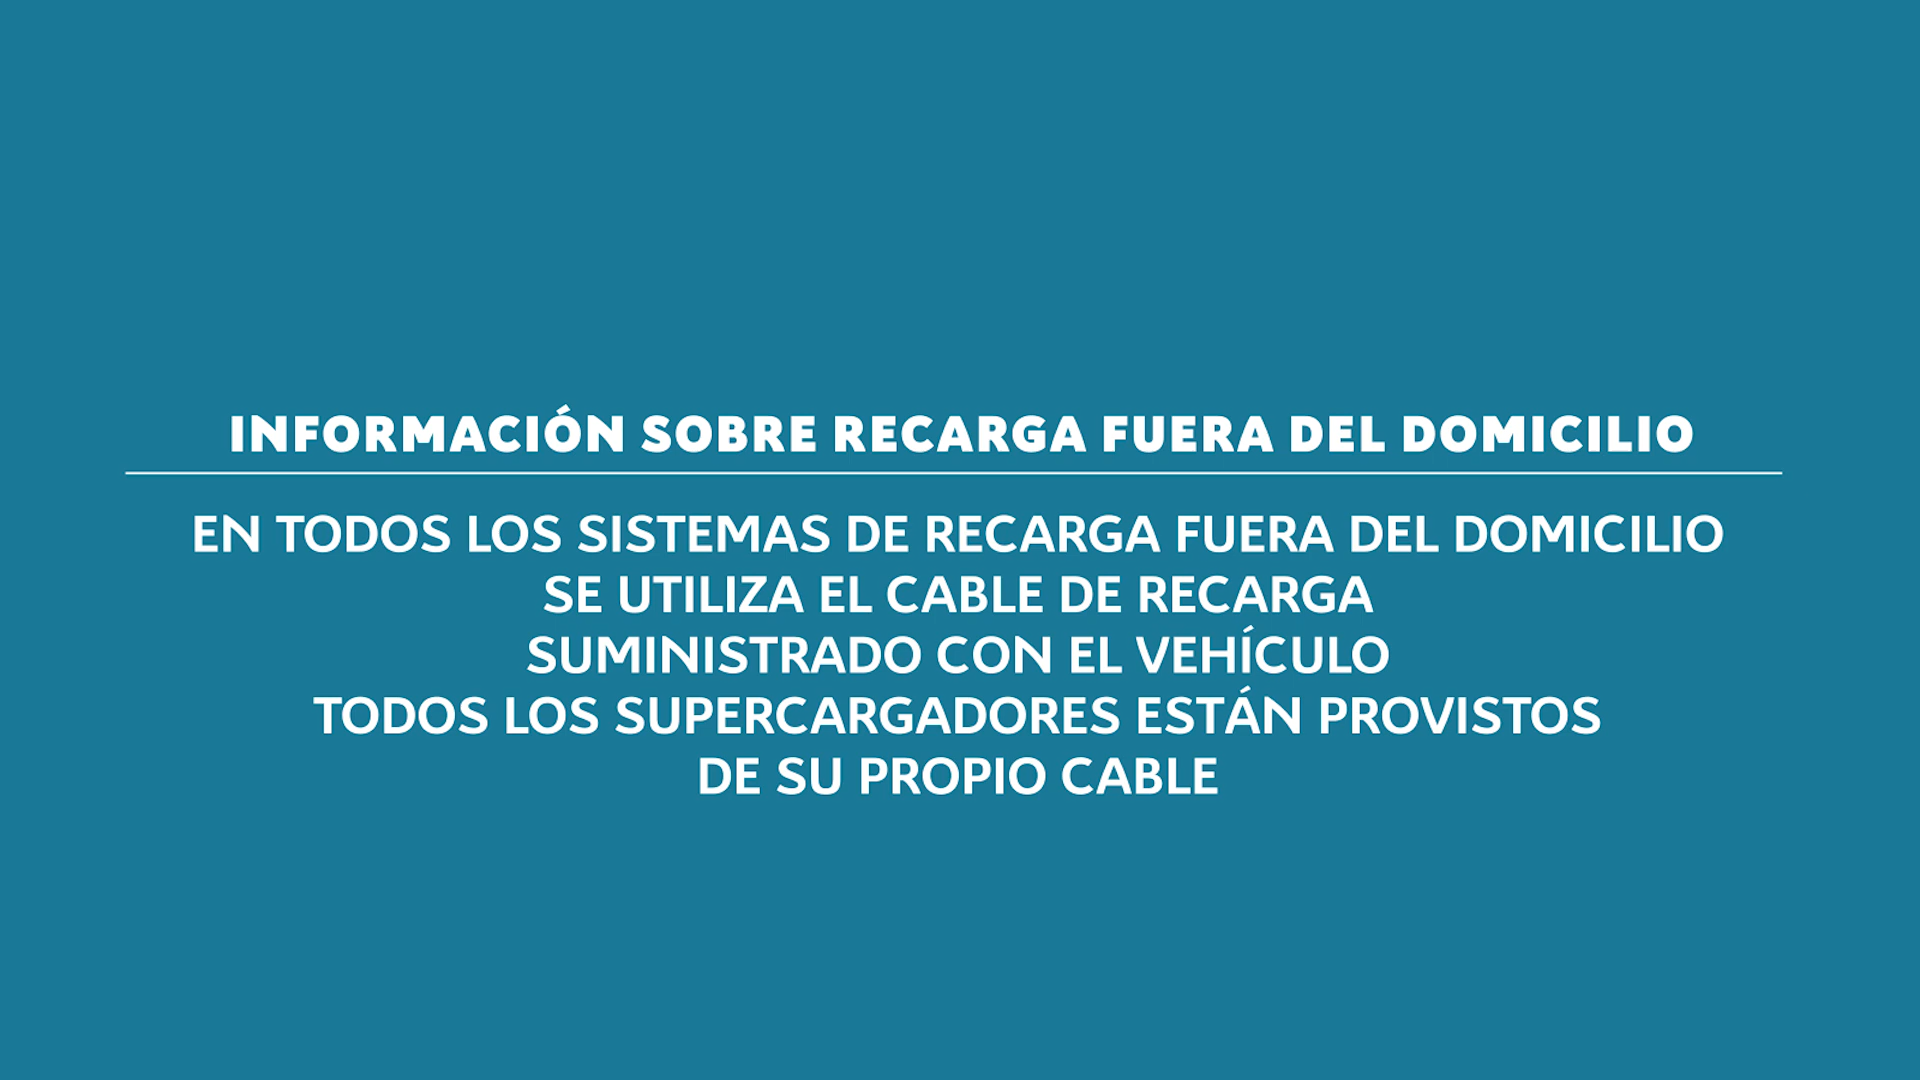 INFORMACIÓN SOBRE RECARGA FUERA DEL DOMICILIO
EN TODOS LOS SISTEMAS DE RECARGA FUERA DEL DOMICILIO
SE UTILIZA EL CABLE DE RECARGA
SUMINISTRADO CON EL VEHÍCULO
TODOS LOS SUPERCARGADORES ESTÁN PROVISTOS
DE SU PROPIO CABLE